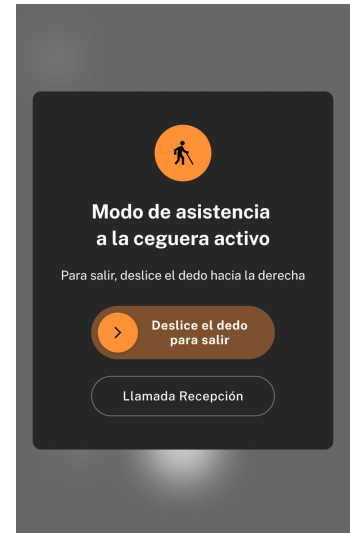 Modo de asistencia
a la ceguera activo
Para salir, deslice el dedo hacia la derecha
Deslice el dedo
para salir
Llamada Recepción